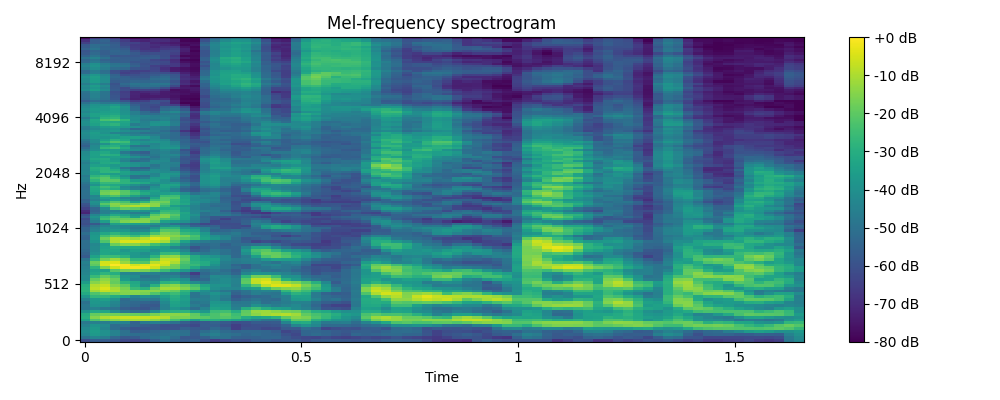 Mel-frequency spectrogram
8192
4096
2048
1024
512
0
Hz
0 0.5 1 1.5
Time
+0 dB
-10 dB
-20 dB
-30 dB
-40 dB
-50 dB
-60 dB
-70 dB
-80 dB